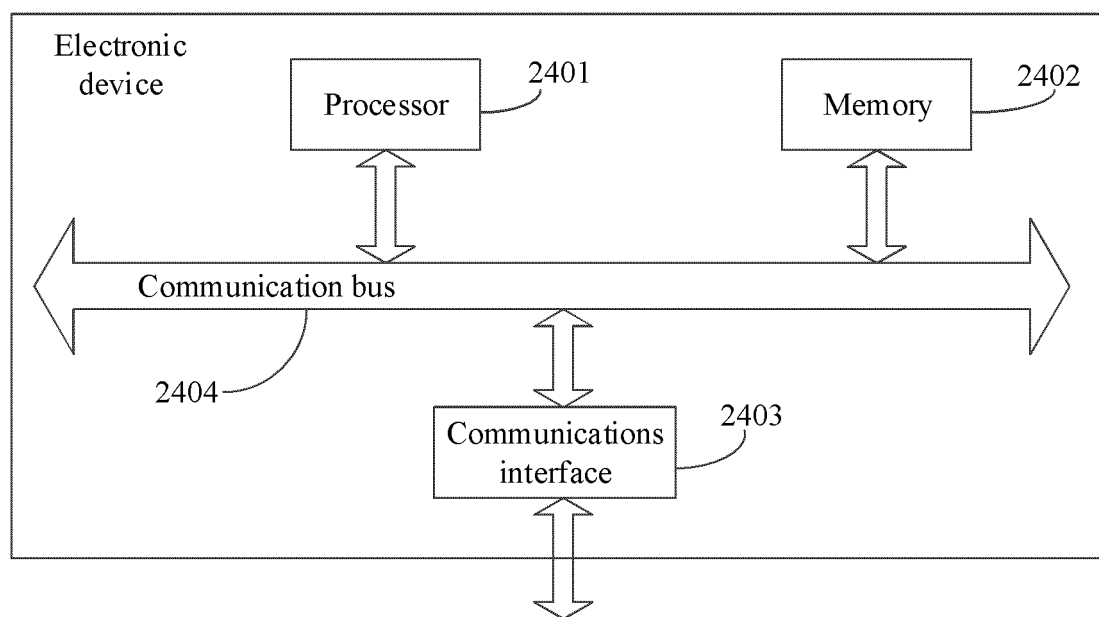 Electronic
device
2401
Processor
2402
Memory
Communication bus
2404
2403
Communications
interface